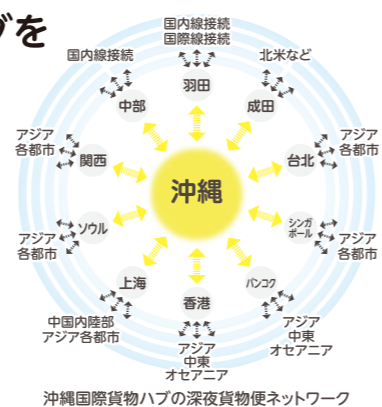 ブを
国内線接続
国際線接続
国内線接続
北米など
羽田
中部
成田
アジア
各都市
関西
台北
アジア
各都市
沖縄
アジア
各都市
ソウル
シンガ
ポール
アジア
各都市
上海
香港
バンコク
中国内陸部
アジア各都市
アジア
中東
オセアニア
アジア
中東
オセアニア
沖縄国際貨物ハブの深夜貨物便ネットワーク